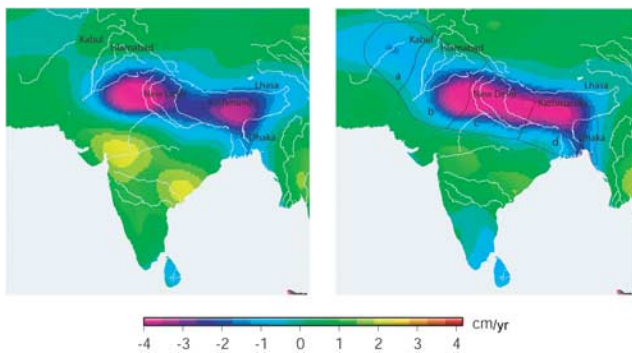 Kabul
Islamabad
New Delhi
Lhasa
Kathmandu
Dhaka
Kabul
Islamabad
a
New Delhi
b
Lhasa
Kathmandu
c
d
Dhaka
-4 -3 -2 -1 0 1 2 3 4 cm/yr